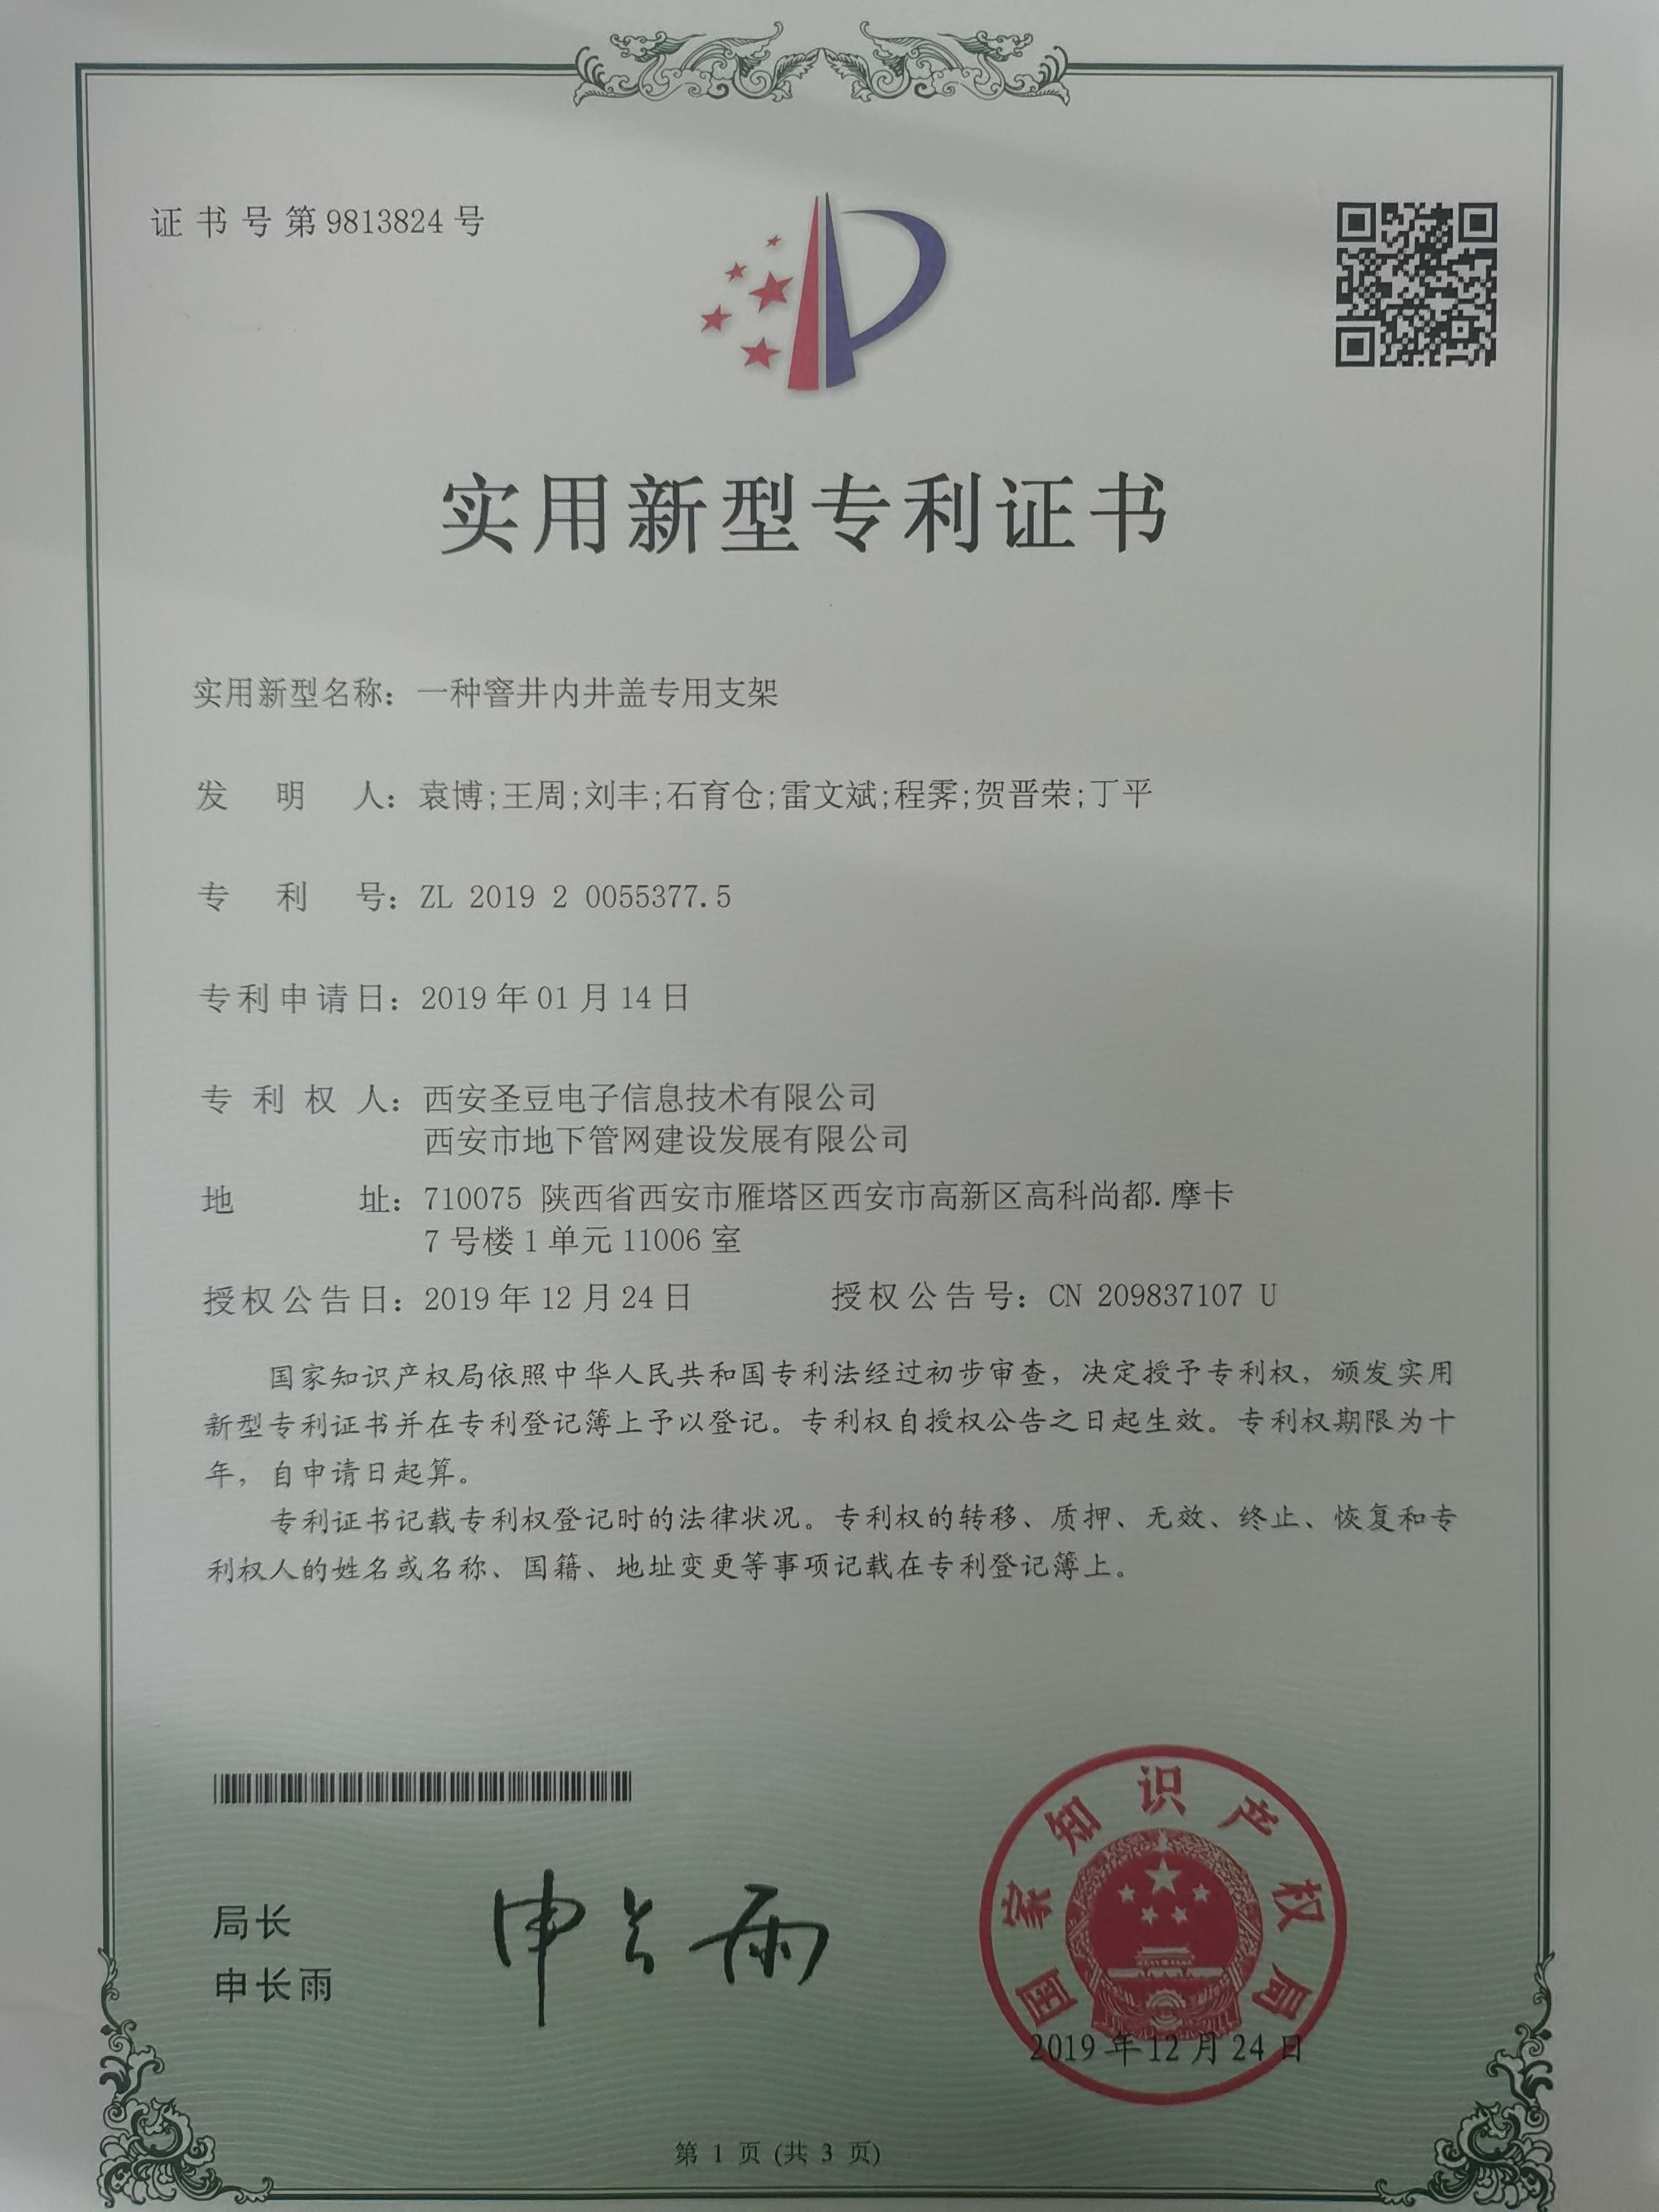 证书号第9813824号
实用新型专利证书
实用新型名称：一种窨井内井盖专用支架
发明人：袁博;王周;刘丰;石育仓;雷文斌;程霁;贺晋荣;丁平
专利号：ZL 2019 2 0055377.5
专利申请日：2019年01月14日
专利权人：西安圣豆电子信息技术有限公司
西安市地下管网建设发展有限公司
地址：710075 陕西省西安市雁塔区西安市高新区高科尚都.摩卡
7号楼1单元11006室
授权公告日：2019年12月24日 授权公告号：CN 209837107 U
国家知识产权局依照中华人民共和国专利法经过初步审查，决定授予专利权，颁发实用
新型专利证书并在专利登记簿上予以登记。专利权自授权公告之日起生效。专利权期限为十
年，自申请日起算。
专利证书记载专利权登记时的法律状况。专利权的转移、质押、无效、终止、恢复和专
利权人的姓名或名称、国籍、地址变更等事项记载在专利登记簿上。
局长
申长雨
申长雨
国家知识产权局
2019年12月24日
第 1 页 (共 3 页)